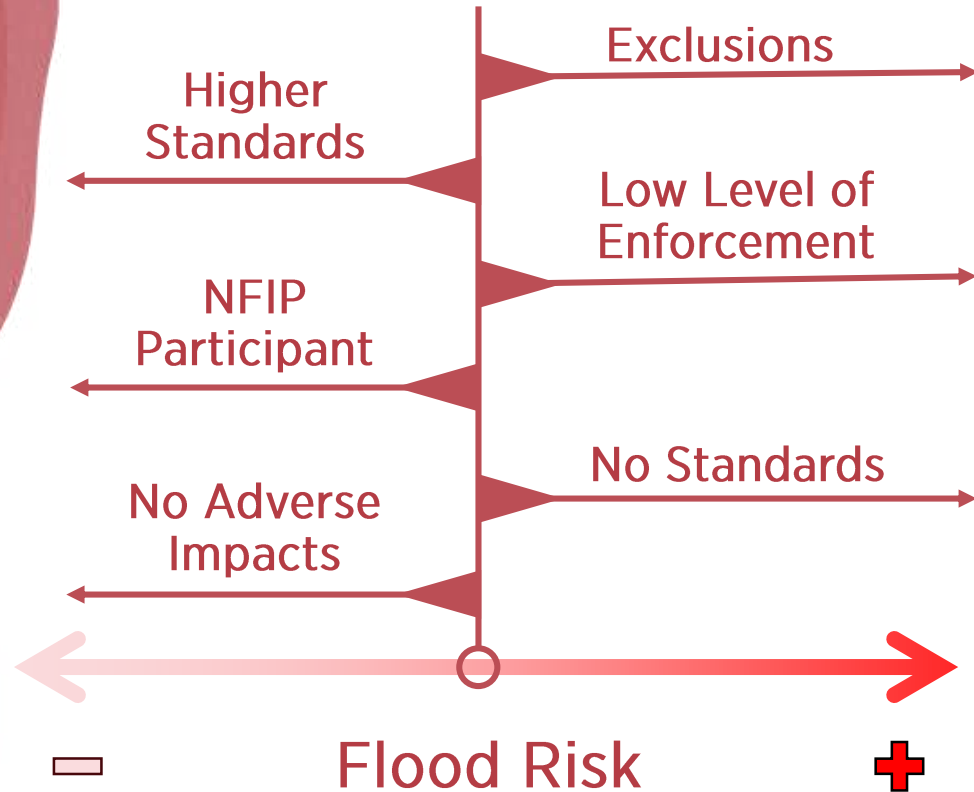 Exclusions
Higher
Standards
Low Level of
Enforcement
NFIP
Participant
No Standards
No Adverse
Impacts
Flood Risk